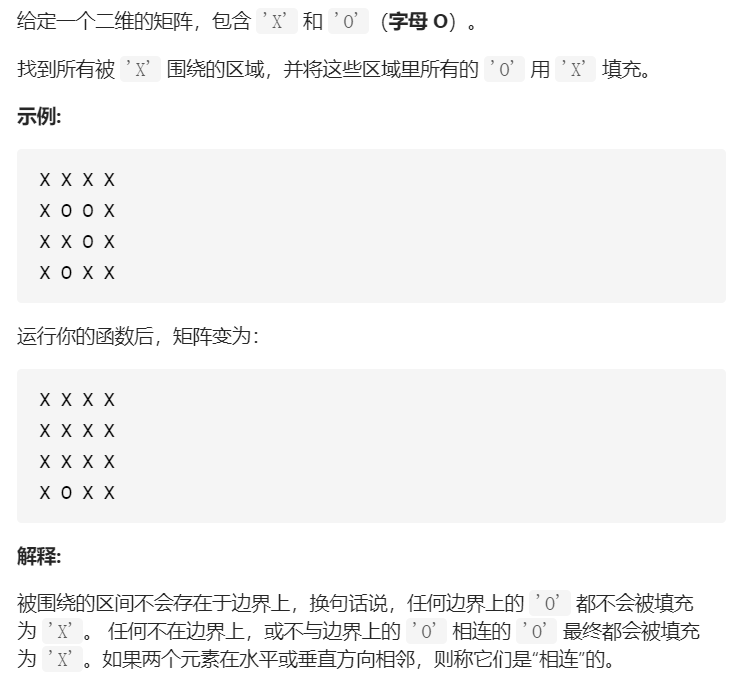 给定一个二维的矩阵，包含 'X' 和 'O'（字母 O）。
找到所有被 'X' 围绕的区域，并将这些区域里所有的 'O' 用 'X' 填充。
示例:
X X X X
X O O X
X X O X
X O X X
运行你的函数后，矩阵变为：
X X X X
X X X X
X X X X
X O X X
解释:
被围绕的区间不会存在于边界上，换句话说，任何边界上的 'O' 都不会被填充
为 'X'。 任何不在边界上，或不与边界上的 'O' 相连的 'O' 最终都会被填充
为 'X'。如果两个元素在水平或垂直方向相邻，则称它们是“相连”的。